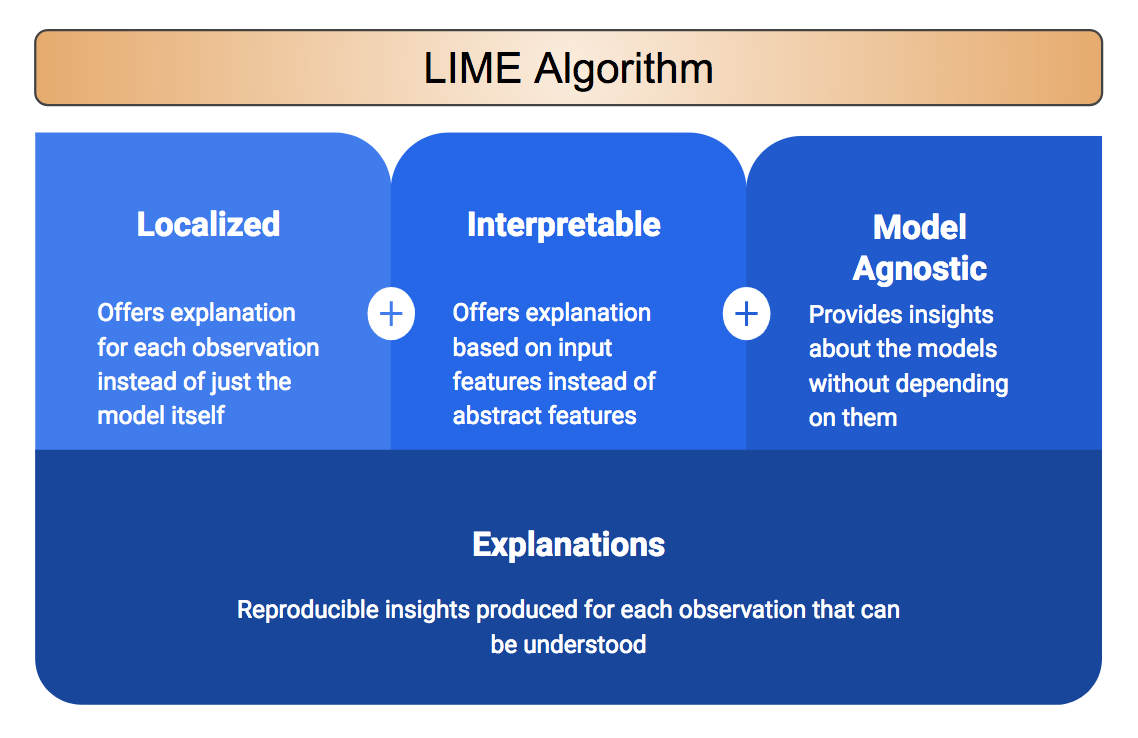 LIME Algorithm
Localized
Offers explanation
for each observation
instead of just the
model itself
+
Interpretable
Offers explanation
based on input
features instead of
abstract features
+
Model
Agnostic
Provides insights
about the models
without depending
on them
Explanations
Reproducible insights produced for each observation that can
be understood